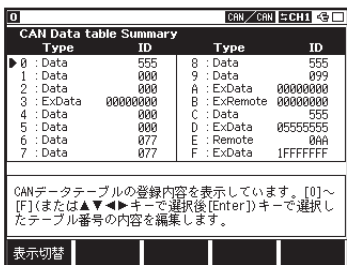 0 CAN / CAN ⇆CH1
CAN Data table Summary
Type ID Type ID
▶0 : Data 555 8 : Data 555
1 : Data 000 9 : Data 099
2 : Data 000 A : ExData 00000000
3 : ExData 00000000 B : ExRemote 00000000
4 : Data 000 C : Data 555
5 : Data 000 D : ExData 05555555
6 : Data 077 E : Remote 0AA
7 : Data 077 F : ExData 1FFFFFFF
CANデータテーブルの登録内容を表示しています。[0]～
[F](または▲▼◀▶キーで選択後[Enter])キーで選択し
たテーブル番号の内容を編集します。
表示切替